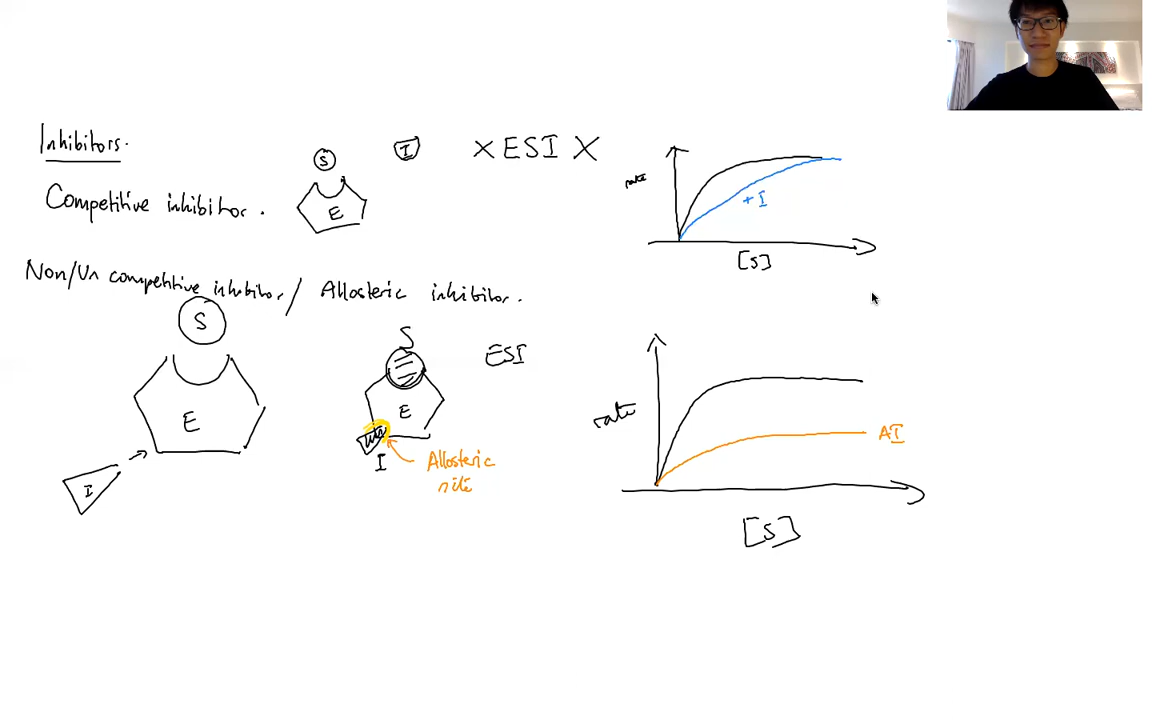 Inhibitors.
S
I
X ESI X
Competitive inhibitor.
E
rate
+ I
[S]
Non/Un competitive inhibitor / Allosteric inhibitor.
S
E
I
S
E
I
Allosteric
site
ESI
rate
AI
[S]